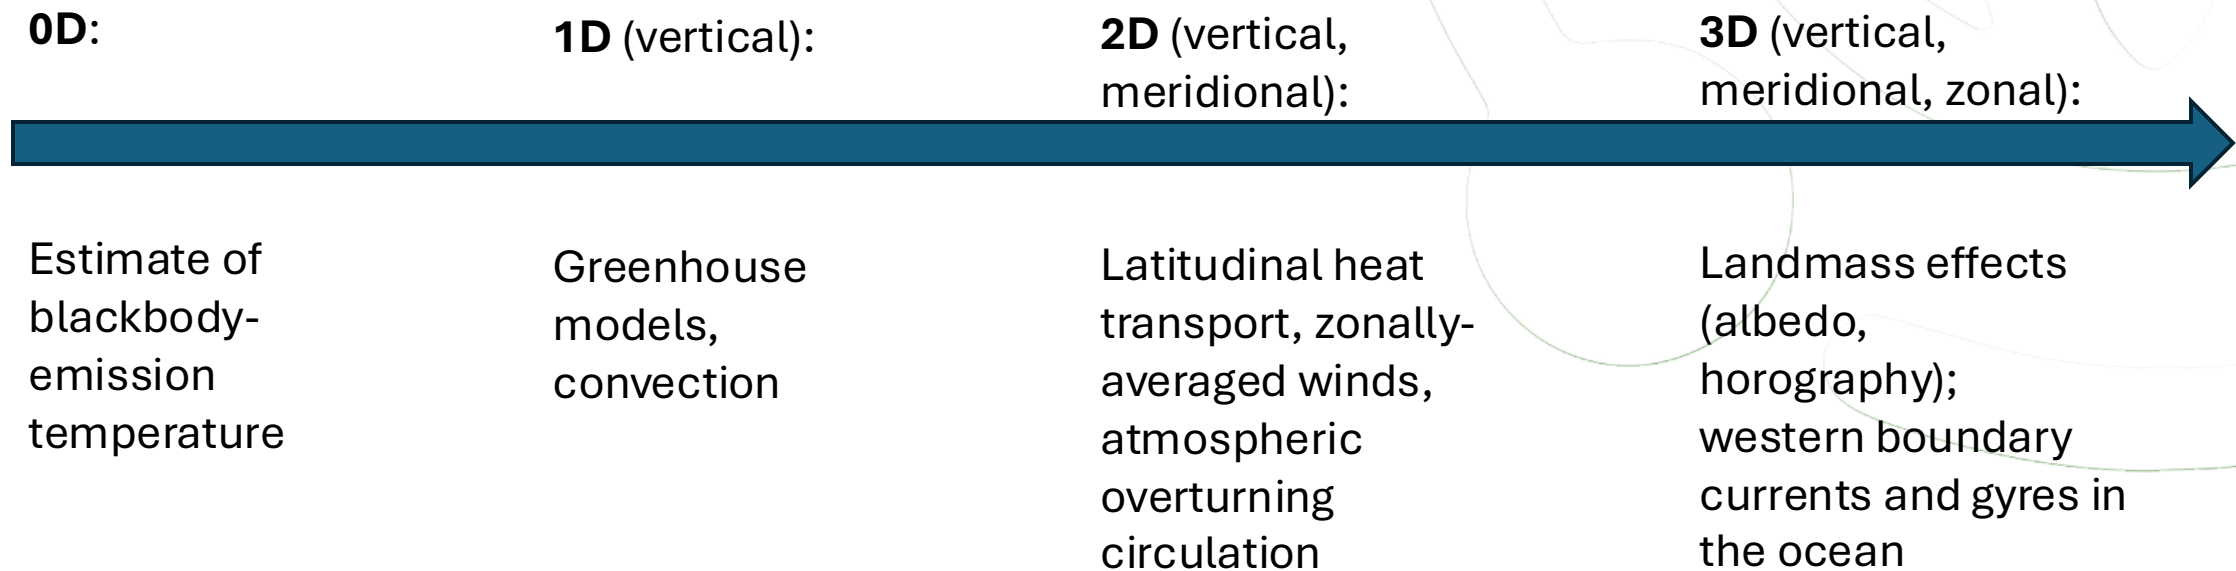 0D:
Estimate of
blackbody-
emission
temperature
1D (vertical):
Greenhouse
models,
convection
2D (vertical,
meridional):
Latitudinal heat
transport, zonally-
averaged winds,
atmospheric
overturning
circulation
3D (vertical,
meridional, zonal):
Landmass effects
(albedo,
horography);
western boundary
currents and gyres in
the ocean